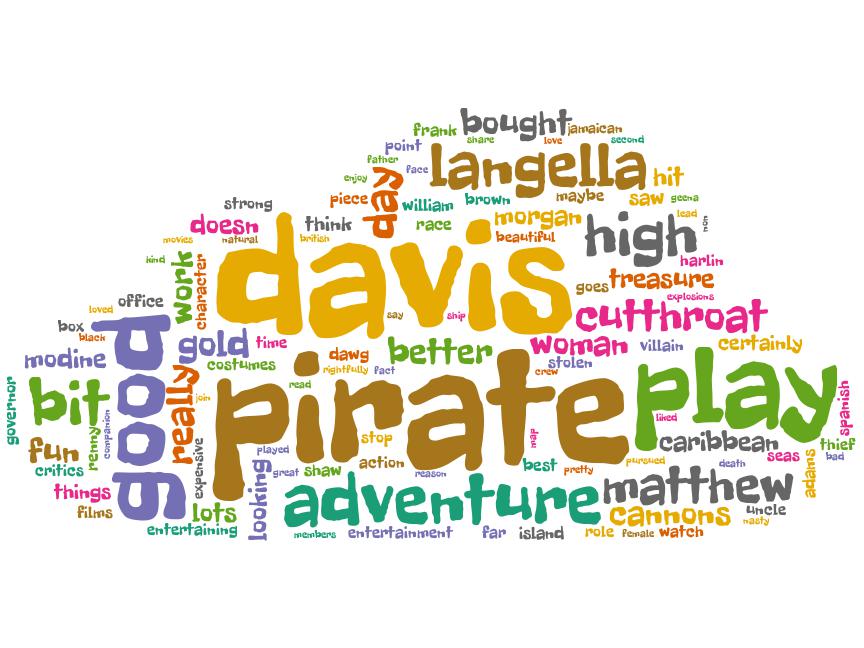 bought
jamaican
frank
share
love
second
point
father
face
langella
hit
enjoy
day
piece
william
brown
maybe
saw
geena
strong
morgan
lead
doesn
think
race
high
non
movies
natural
british
beautiful
davis
harlin
kind
work
character
goes
treasure
explosions
loved
office
say
ship
cutthroat
box
black
good
gold
time
better
woman
villain
certainly
modine
dawg
costumes
rightfully
fact
stolen
crew
governor
bit
really
join
read
pirate
play
spanish
companion
liked
fun
renny
stop
map
caribbean
thief
critics
expensive
played
pursued
seas
bad
looking
great
shaw
action
reason
best
pretty
death
adams
things
adventure
matthew
films
lots
cannons
uncle
nasty
entertaining
members
entertainment
far
island
role
female
watch